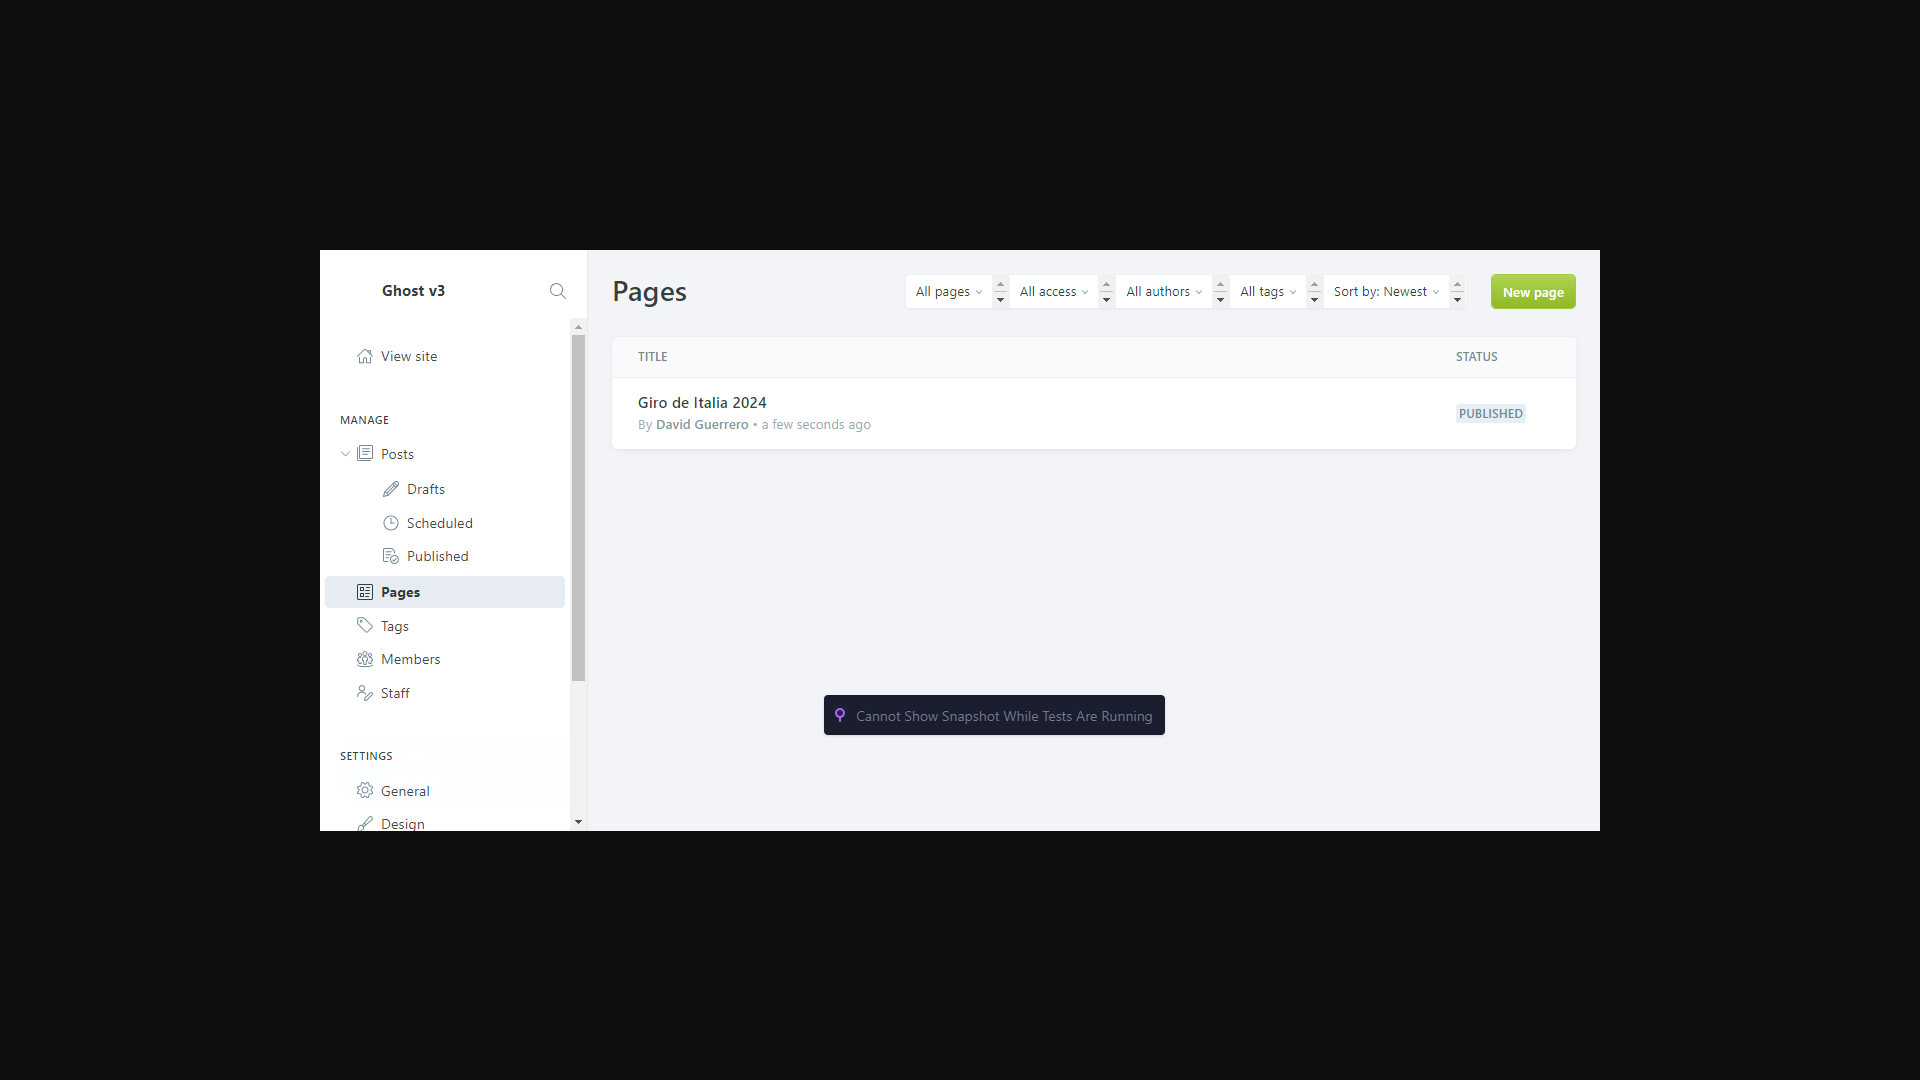 Ghost v3
View site
MANAGE
Posts
Drafts
Scheduled
Published
Pages
Tags
Members
Staff
SETTINGS
General
Design
Pages
All pages
All access
All authors
All tags
Sort by: Newest
New page
TITLE
STATUS
Giro de Italia 2024
By David Guerrero • a few seconds ago
PUBLISHED
Cannot Show Snapshot While Tests Are Running